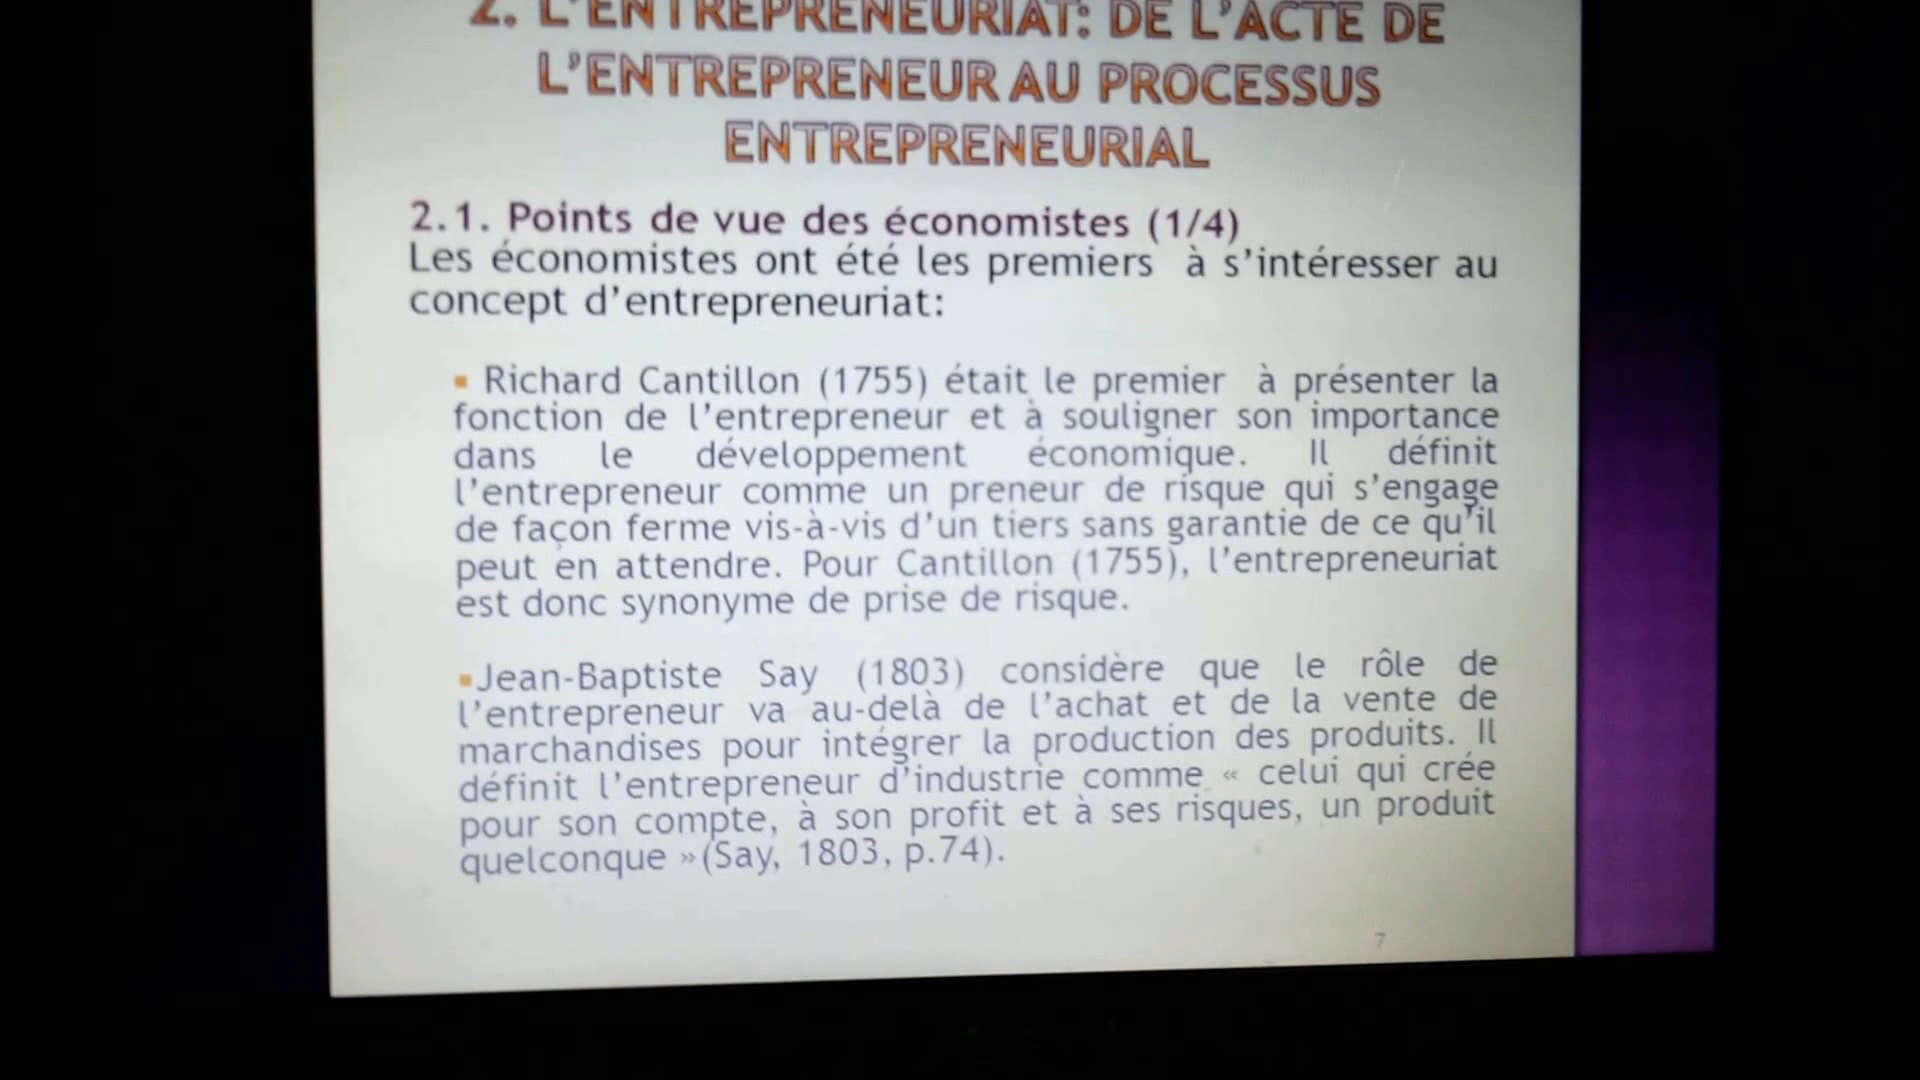 2. L'ENTREPRENEURIAT: DE L'ACTE DE
L'ENTREPRENEUR AU PROCESSUS
ENTREPRENEURIAL
2.1. Points de vue des économistes (1/4)
Les économistes ont été les premiers à s'intéresser au
concept d'entrepreneuriat:
▪ Richard Cantillon (1755) était le premier à présenter la
fonction de l'entrepreneur et à souligner son importance
dans le développement économique. Il définit
l'entrepreneur comme un preneur de risque qui s'engage
de façon ferme vis-à-vis d'un tiers sans garantie de ce qu'il
peut en attendre. Pour Cantillon (1755), l'entrepreneuriat
est donc synonyme de prise de risque.
▪Jean-Baptiste Say (1803) considère que le rôle de
l'entrepreneur va au-delà de l'achat et de la vente de
marchandises pour intégrer la production des produits. Il
définit l'entrepreneur d'industrie comme « celui qui crée
pour son compte, à son profit et à ses risques, un produit
quelconque »(Say, 1803, p.74).
7